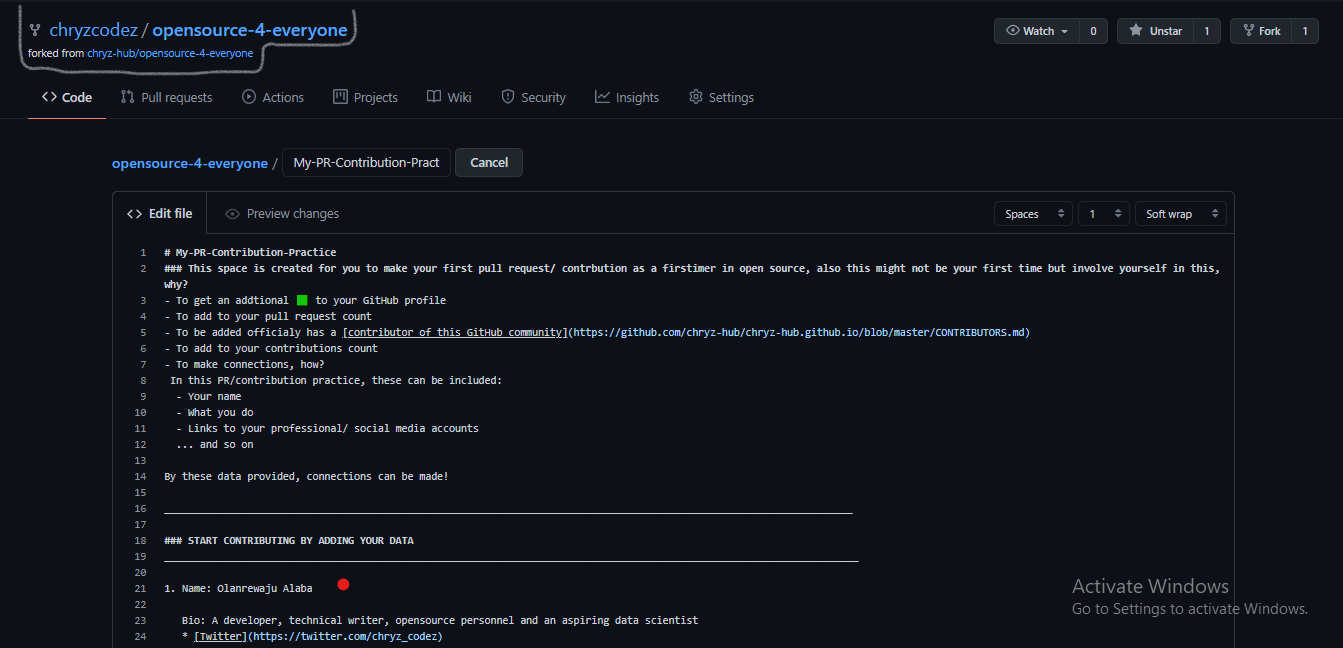 chryzcodez / opensource-4-everyone
forked from chryz-hub/opensource-4-everyone
Watch 0
Unstar 1
Fork 1
Code
Pull requests
Actions
Projects
Wiki
Security
Insights
Settings
opensource-4-everyone / My-PR-Contribution-Pract Cancel
<> Edit file
Preview changes
Spaces
1
Soft wrap
1 # My-PR-Contribution-Practice
2 ### This space is created for you to make your first pull request/ contrbution as a firstimer in open source, also this might not be your first time but involve yourself in this,
why?
3 - To get an addtional 🟩 to your GitHub profile
4 - To add to your pull request count
5 - To be added officialy has a [contributor of this GitHub community](https://github.com/chryz-hub/chryz-hub.github.io/blob/master/CONTRIBUTORS.md)
6 - To add to your contributions count
7 - To make connections, how?
8 In this PR/contribution practice, these can be included:
9 - Your name
10 - What you do
11 - Links to your professional/ social media accounts
12 ... and so on
13
14 By these data provided, connections can be made!
15
16 ____________________________________________________________
17
18 ### START CONTRIBUTING BY ADDING YOUR DATA
19 ____________________________________________________________
20
21 1. Name: Olanrewaju Alaba
22
23 Bio: A developer, technical writer, opensource personnel and an aspiring data scientist
24 * [Twitter](https://twitter.com/chryz_codez)
Activate Windows
Go to Settings to activate Windows.